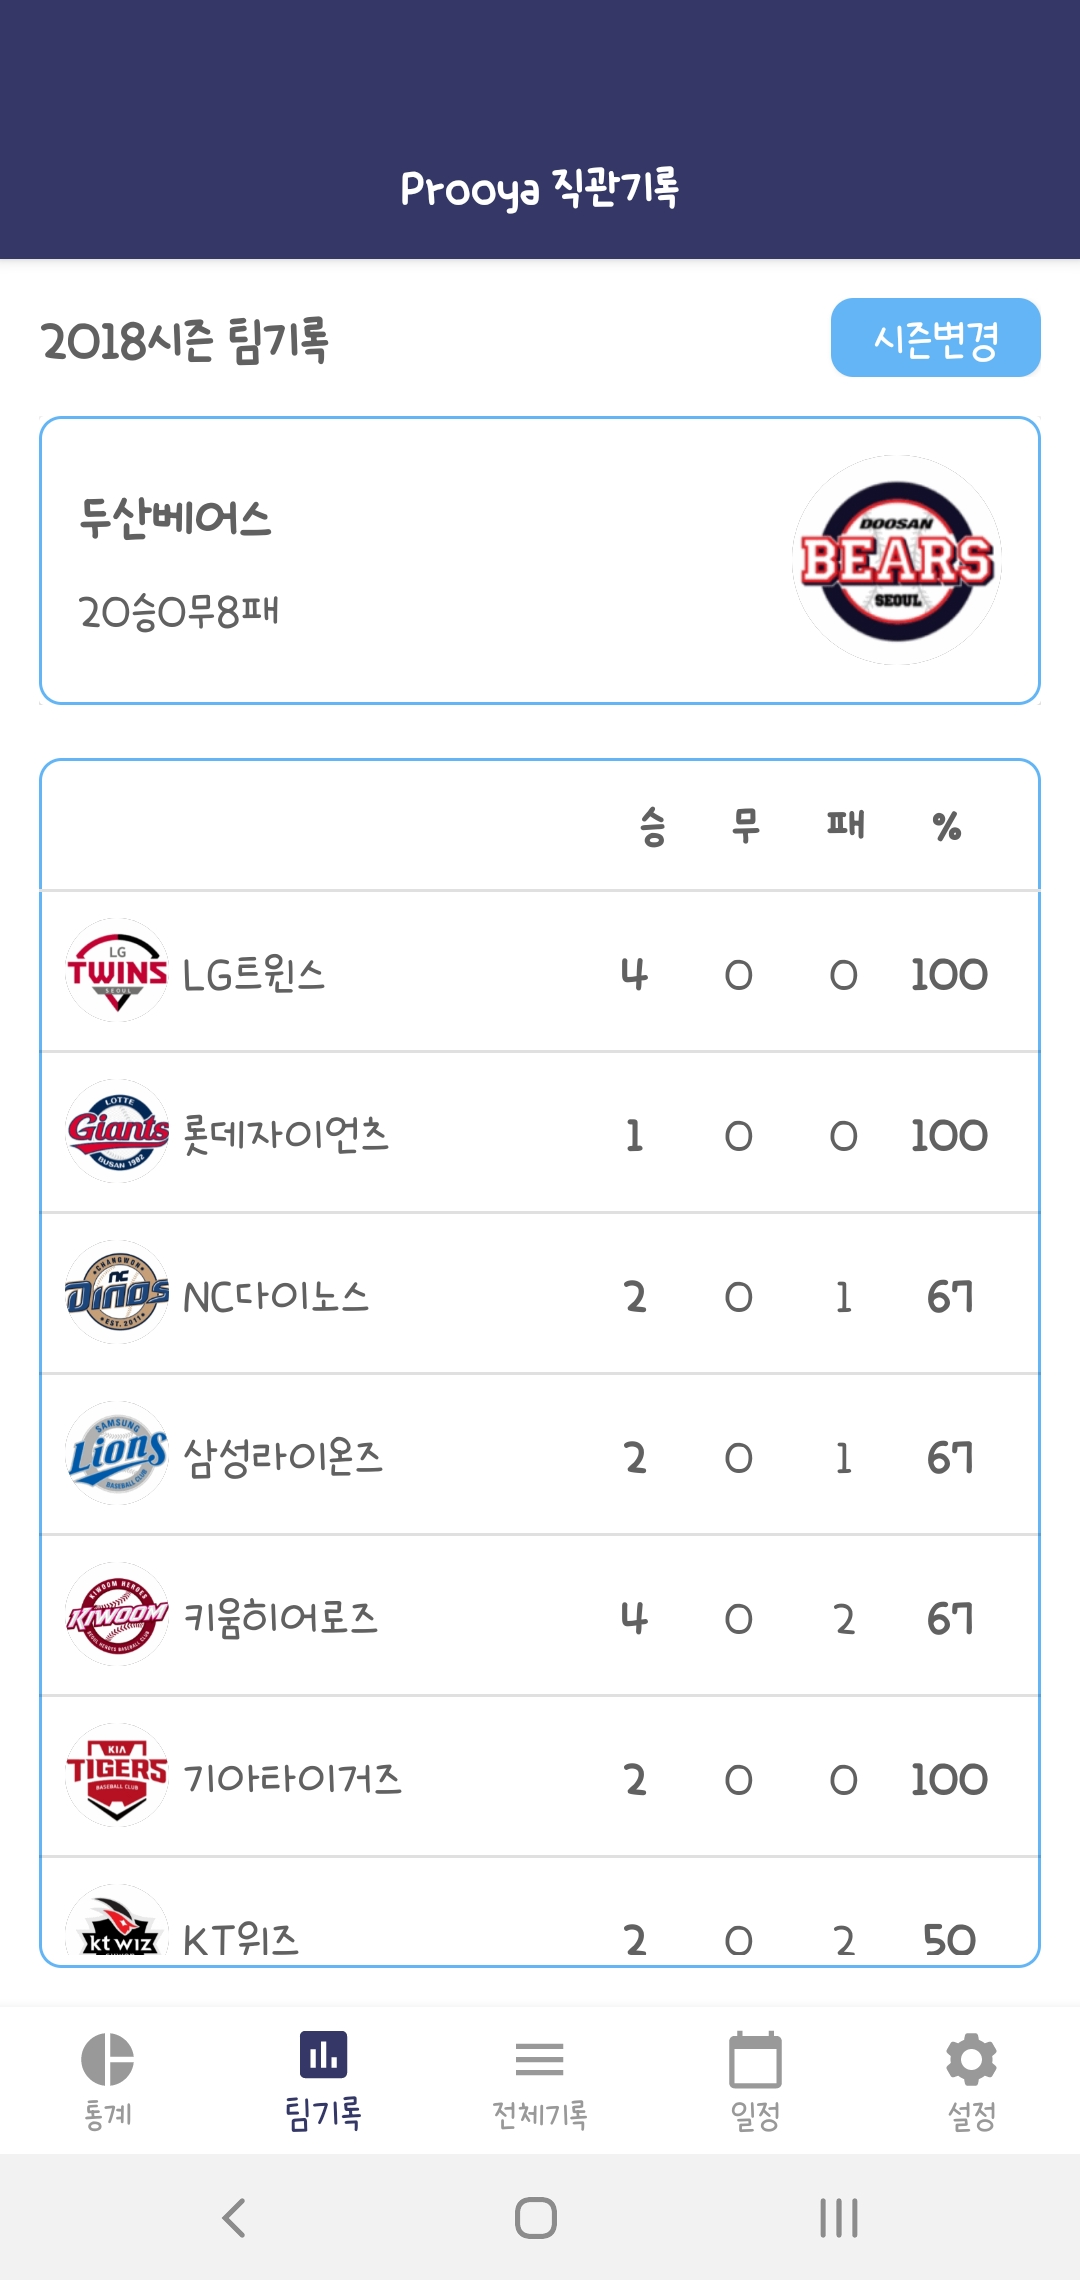 Prooya 직관기록
2018시즌 팀기록
시즌변경
두산베어스
20승0무8패
DOOSAN
BEARS
SEOUL
승 무 패 %
LG
TWINS
SEOUL
LG트윈스 4 0 0 100
LOTTE
Giants
BUSAN 1982
롯데자이언츠 1 0 0 100
CHANGWON
NC
DINOS
EST. 2011
NC다이노스 2 0 1 67
SAMSUNG
Lions
BASEBALL CLUB
삼성라이온즈 2 0 1 67
KIWOOM HEROES
KIWOOM
SEOUL HEROES BASEBALL CLUB
키움히어로즈 4 0 2 67
KIA
TIGERS
BASEBALL CLUB
기아타이거즈 2 0 0 100
kt wiz
KT위즈 2 0 2 50
통계 팀기록 전체기록 일정 설정